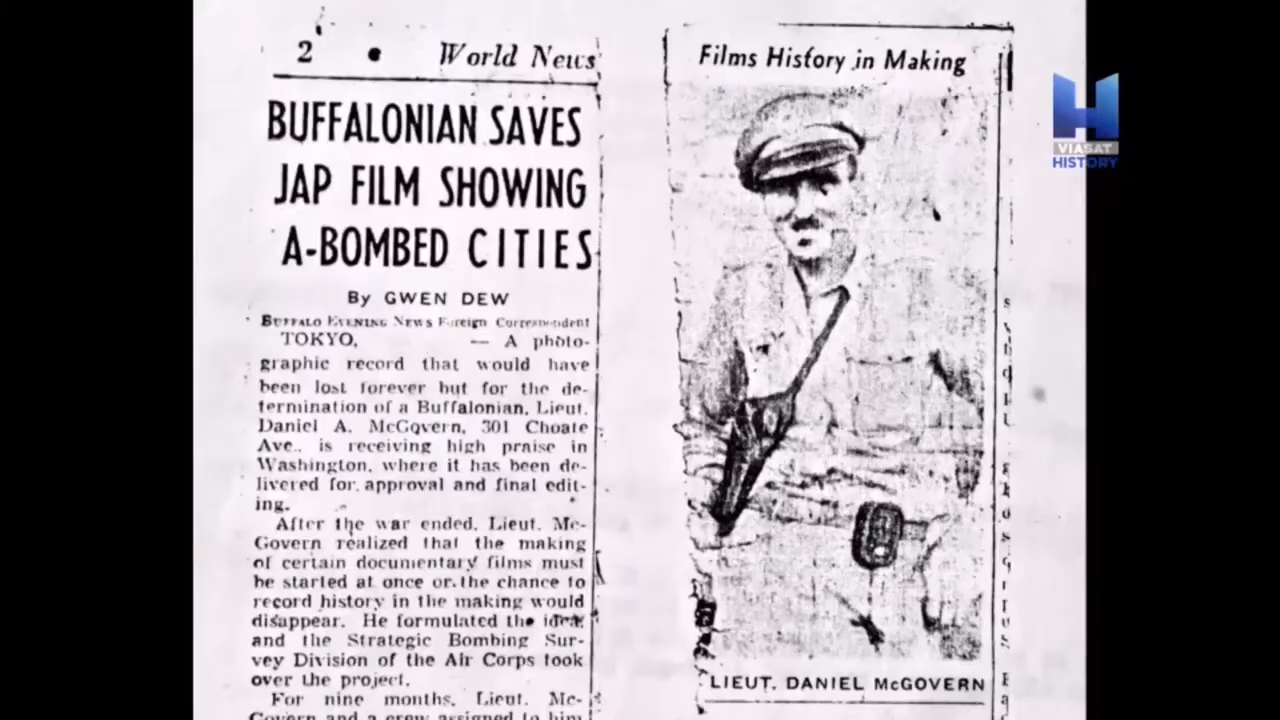 2 • World News
BUFFALONIAN SAVES
JAP FILM SHOWING
A-BOMBED CITIES
By GWEN DEW
BUFFALO EVENING NEWS Foreign Correspondent
TOKYO, — A photo-
graphic record that would have
been lost forever but for the de-
termination of a Buffalonian, Lieut.
Daniel A. McGovern, 301 Choate
Ave., is receiving high praise in
Washington, where it has been de-
livered for approval and final edit-
ing.
After the war ended, Lieut. Mc-
Govern realized that the making
of certain documentary films must
be started at once or the chance to
record history in the making would
disappear. He formulated the idea
and the Strategic Bombing Sur-
vey Division of the Air Corps took
over the project.
For nine months, Lieut. Mc-
Govern and a crew assigned to him
Films History in Making
LIEUT. DANIEL McGOVERN
H
VIASAT
HISTORY